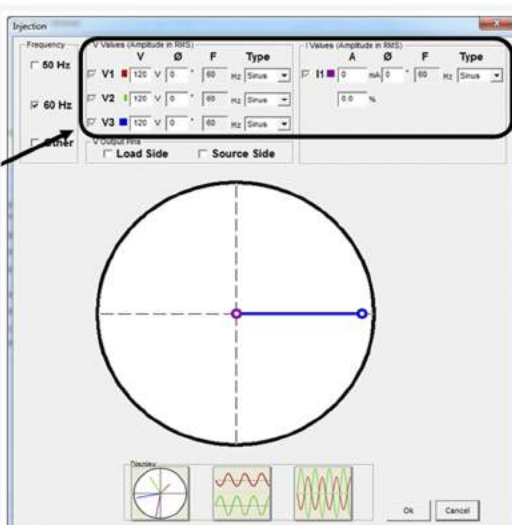 Injection
Frequency
V Values (Amplitude in RMS)
I Values (Amplitude in RMS)
V Ø F Type
A Ø F Type
50 Hz
V1 120 V 0 ° 60 Hz Sinus
I1 0 mA 0 ° 60 Hz Sinus
60 Hz
V2 120 V 0 ° 60 Hz Sinus
0.0 %
V3 120 V 0 ° 60 Hz Sinus
Other
V Output Pins
Load Side Source Side
Display
Ok Cancel